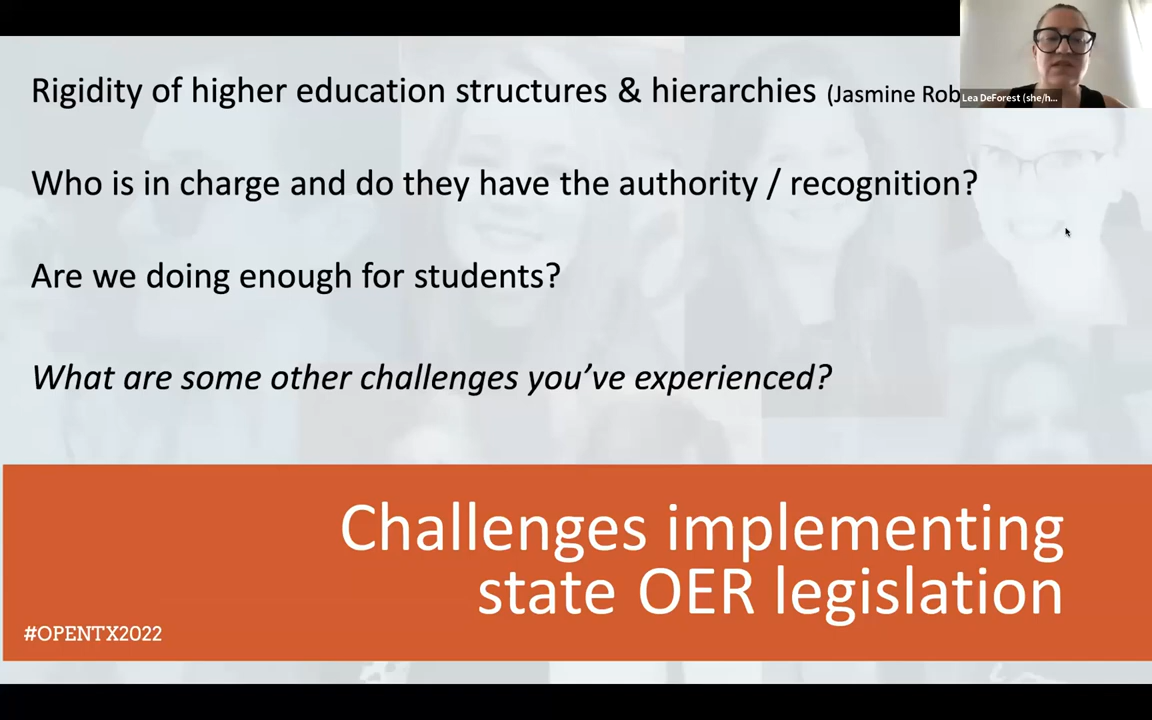 Rigidity of higher education structures & hierarchies (Jasmine Rob
Lea DeForest (she/h...
Who is in charge and do they have the authority / recognition?
Are we doing enough for students?
What are some other challenges you’ve experienced?
Challenges implementing
state OER legislation
#OPENTX2022